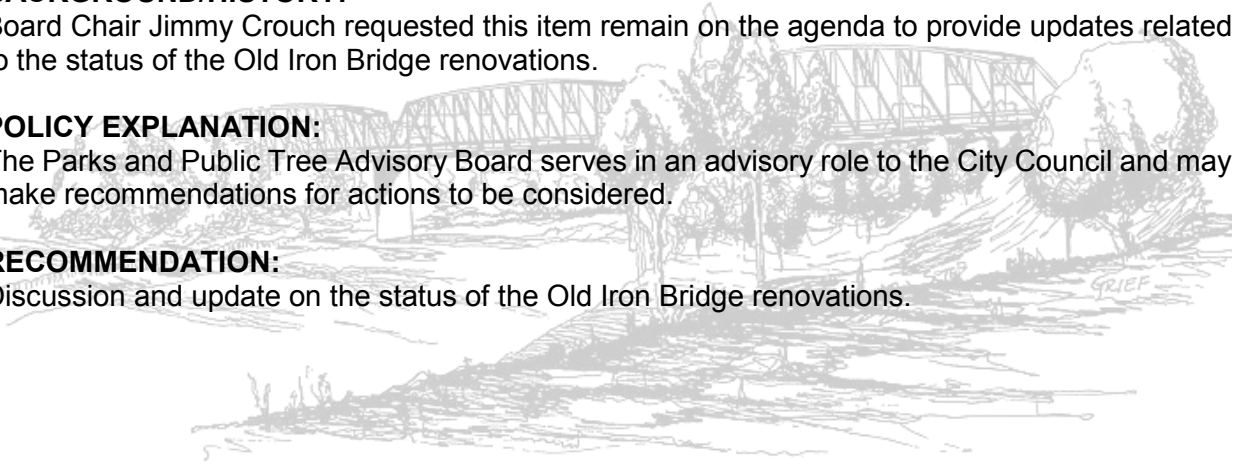 BACKGROUND/HISTORY:
Board Chair Jimmy Crouch requested this item remain on the agenda to provide updates related
to the status of the Old Iron Bridge renovations.
POLICY EXPLANATION:
The Parks and Public Tree Advisory Board serves in an advisory role to the City Council and may
make recommendations for actions to be considered.
RECOMMENDATION:
Discussion and update on the status of the Old Iron Bridge renovations.
GRIEF